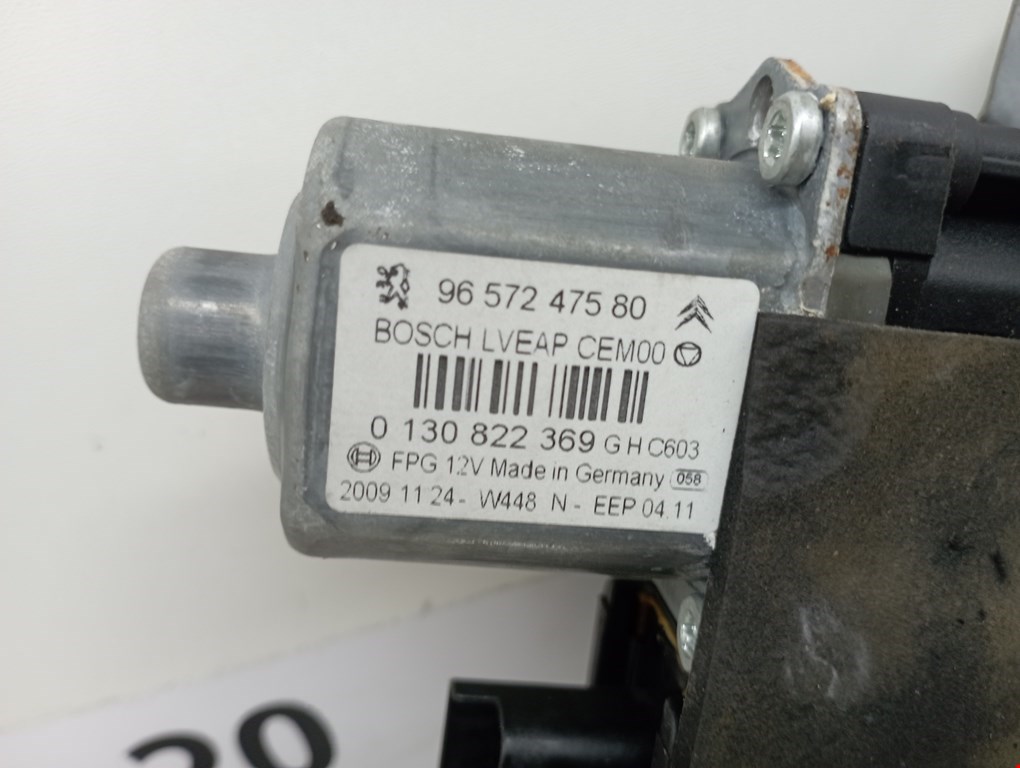 96 572 475 80
BOSCH LVEAP CEM00
0 130 822 369 G H C603
FPG 12V Made in Germany 058
2009 11 24- W448 N - EEP 04.11
20